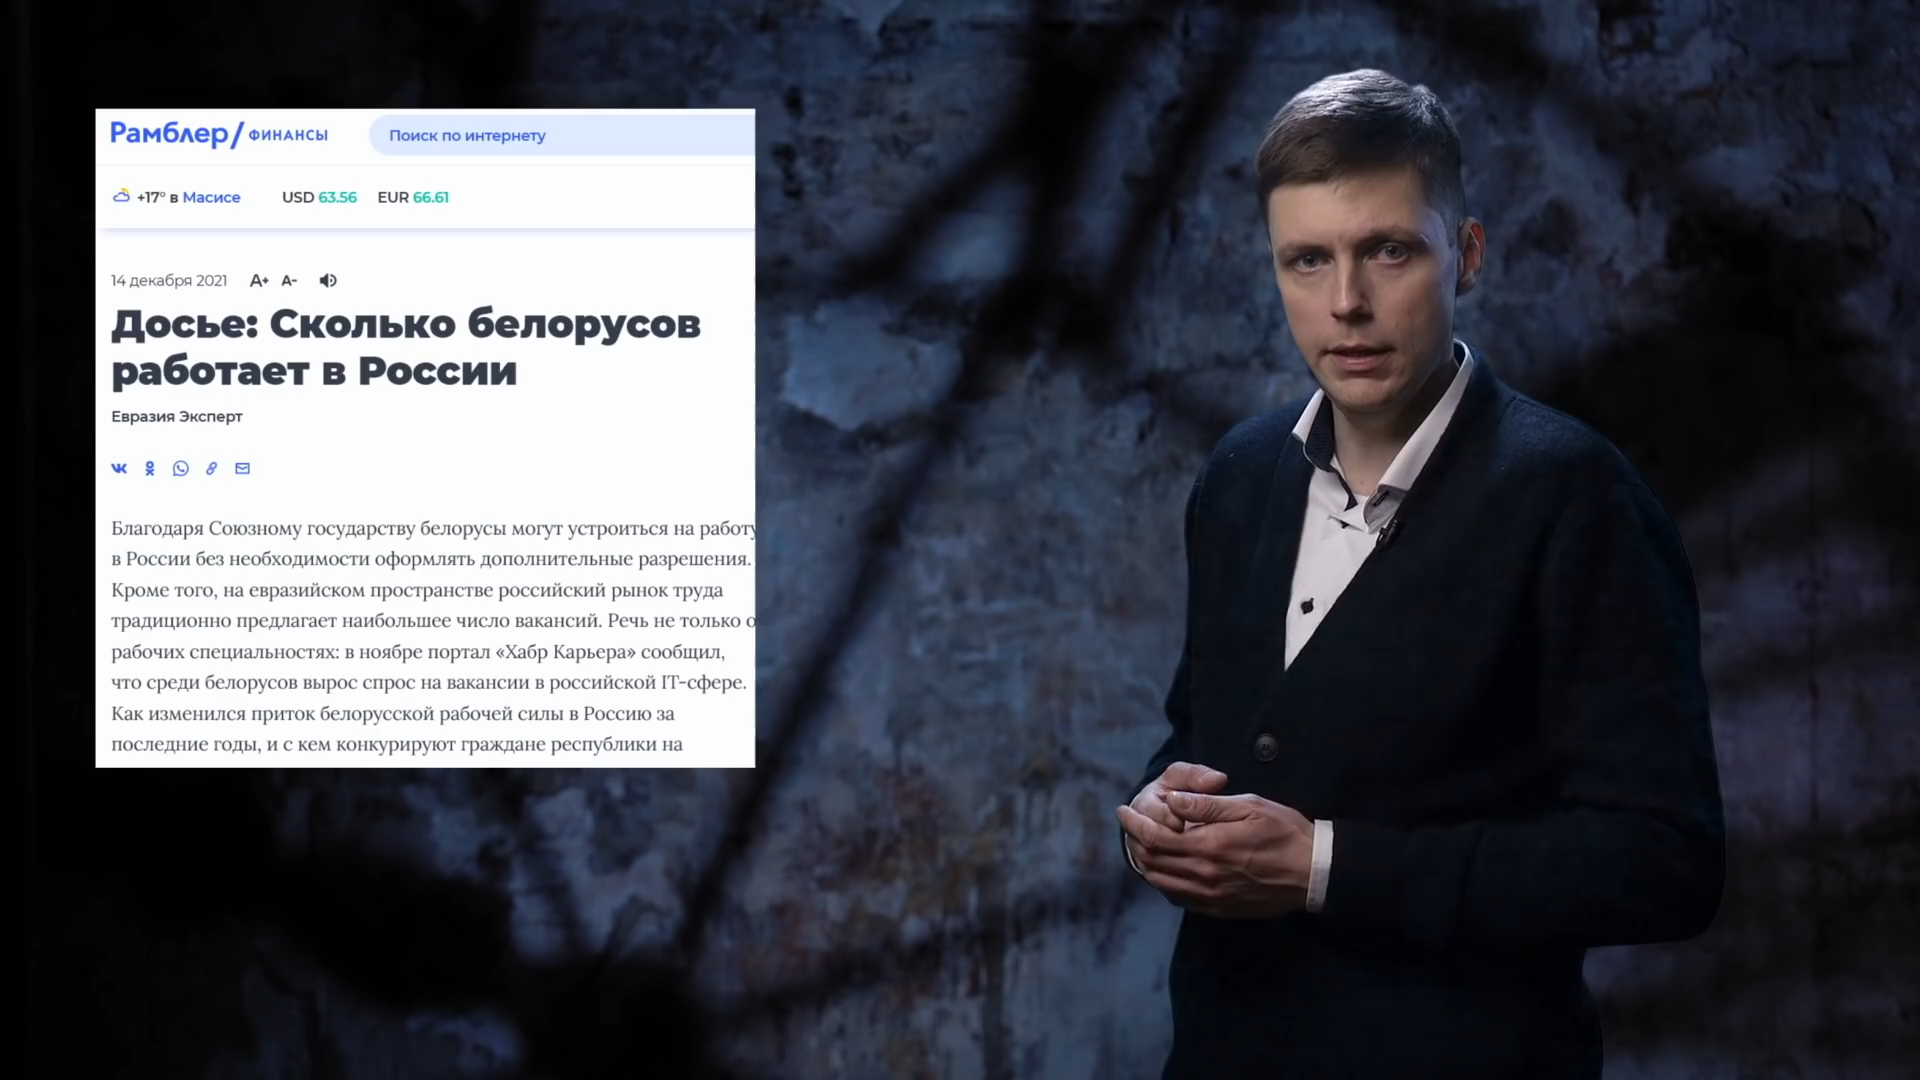 Рамблер/ ФИНАНСЫ Поиск по интернету
+17° в Масисе USD 63.56 EUR 66.61
14 декабря 2021 A+ A-
Досье: Сколько белорусов
работает в России
Евразия Эксперт
Благодаря Союзному государству белорусы могут устроиться на работу
в России без необходимости оформлять дополнительные разрешения.
Кроме того, на евразийском пространстве российский рынок труда
традиционно предлагает наибольшее число вакансий. Речь не только о
рабочих специальностях: в ноябре портал «Хабр Карьера» сообщил,
что среди белорусов вырос спрос на вакансии в российской IT-сфере.
Как изменился приток белорусской рабочей силы в Россию за
последние годы, и с кем конкурируют граждане республики на